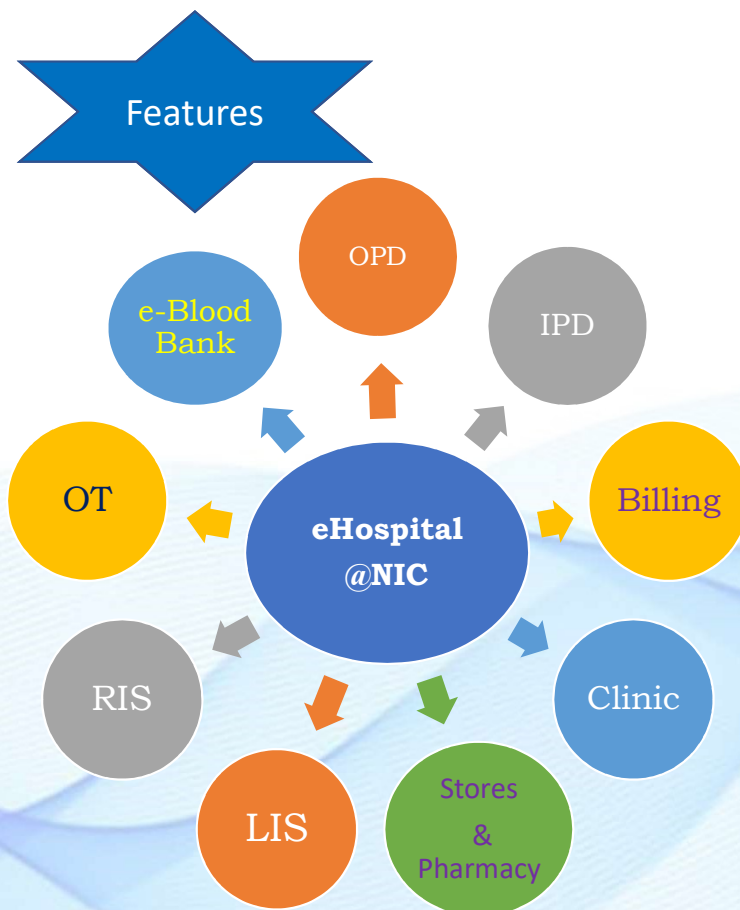 Features
OPD
e-Blood
Bank
IPD
OT
Billing
eHospital
@NIC
RIS
Clinic
LIS
Stores
&
Pharmacy